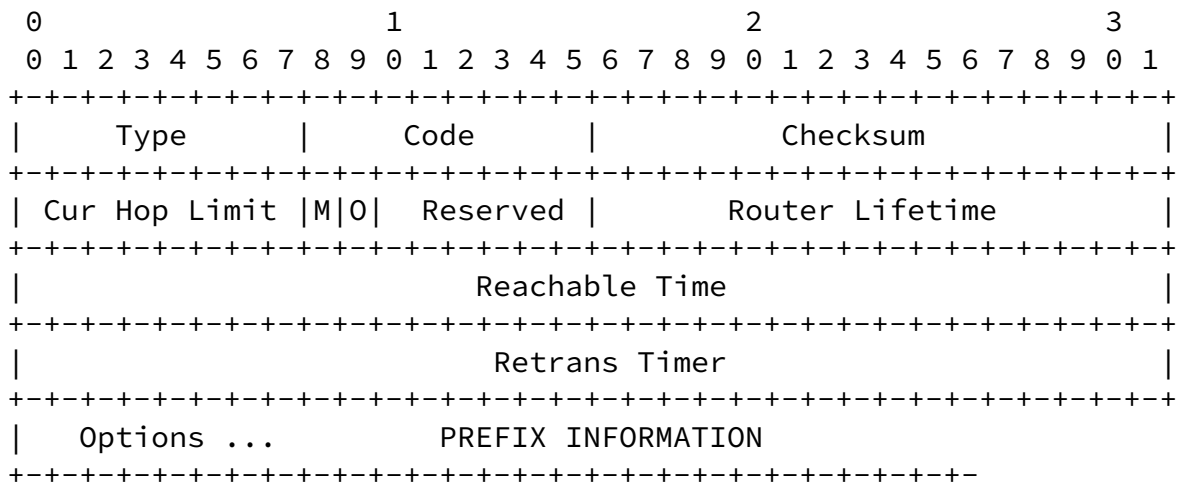 0                   1                   2                   3
 0 1 2 3 4 5 6 7 8 9 0 1 2 3 4 5 6 7 8 9 0 1 2 3 4 5 6 7 8 9 0 1
+-+-+-+-+-+-+-+-+-+-+-+-+-+-+-+-+-+-+-+-+-+-+-+-+-+-+-+-+-+-+-+-+
|     Type      |     Code      |          Checksum             |
+-+-+-+-+-+-+-+-+-+-+-+-+-+-+-+-+-+-+-+-+-+-+-+-+-+-+-+-+-+-+-+-+
| Cur Hop Limit |M|O|  Reserved |       Router Lifetime         |
+-+-+-+-+-+-+-+-+-+-+-+-+-+-+-+-+-+-+-+-+-+-+-+-+-+-+-+-+-+-+-+-+
|                         Reachable Time                        |
+-+-+-+-+-+-+-+-+-+-+-+-+-+-+-+-+-+-+-+-+-+-+-+-+-+-+-+-+-+-+-+-+
|                          Retrans Timer                        |
+-+-+-+-+-+-+-+-+-+-+-+-+-+-+-+-+-+-+-+-+-+-+-+-+-+-+-+-+-+-+-+-+
|   Options ...         PREFIX INFORMATION
+-+-+-+-+-+-+-+-+-+-+-+-+-+-+-+-+-+-+-+-+-+-+-+-+-+-+-